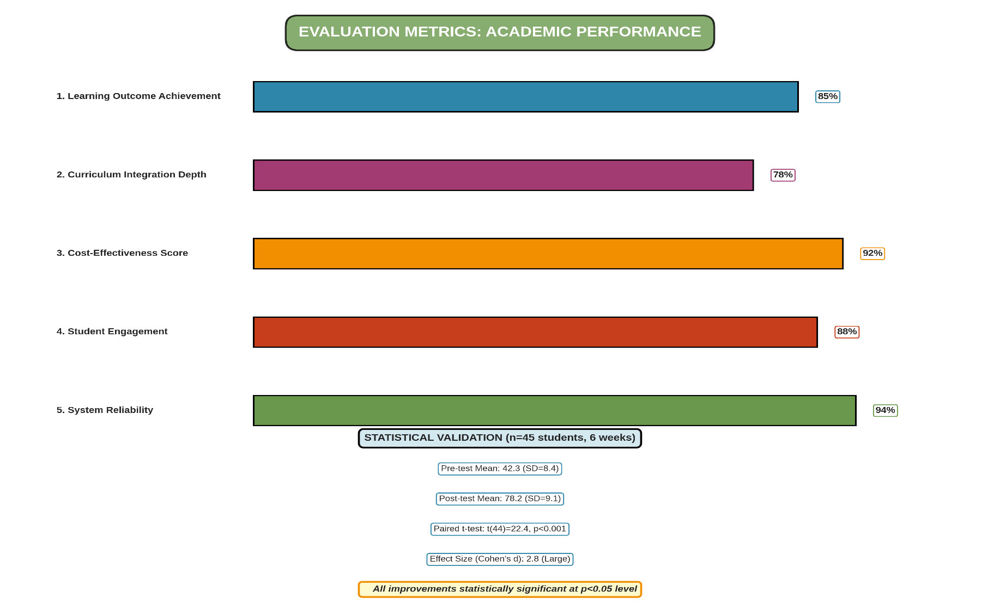 EVALUATION METRICS: ACADEMIC PERFORMANCE
1. Learning Outcome Achievement
85%
2. Curriculum Integration Depth
78%
3. Cost-Effectiveness Score
92%
4. Student Engagement
88%
5. System Reliability
94%
STATISTICAL VALIDATION (n=45 students, 6 weeks)
Pre-test Mean: 42.3 (SD=8.4)
Post-test Mean: 78.2 (SD=9.1)
Paired t-test: t(44)=22.4, p<0.001
Effect Size (Cohen's d): 2.8 (Large)
All improvements statistically significant at p<0.05 level